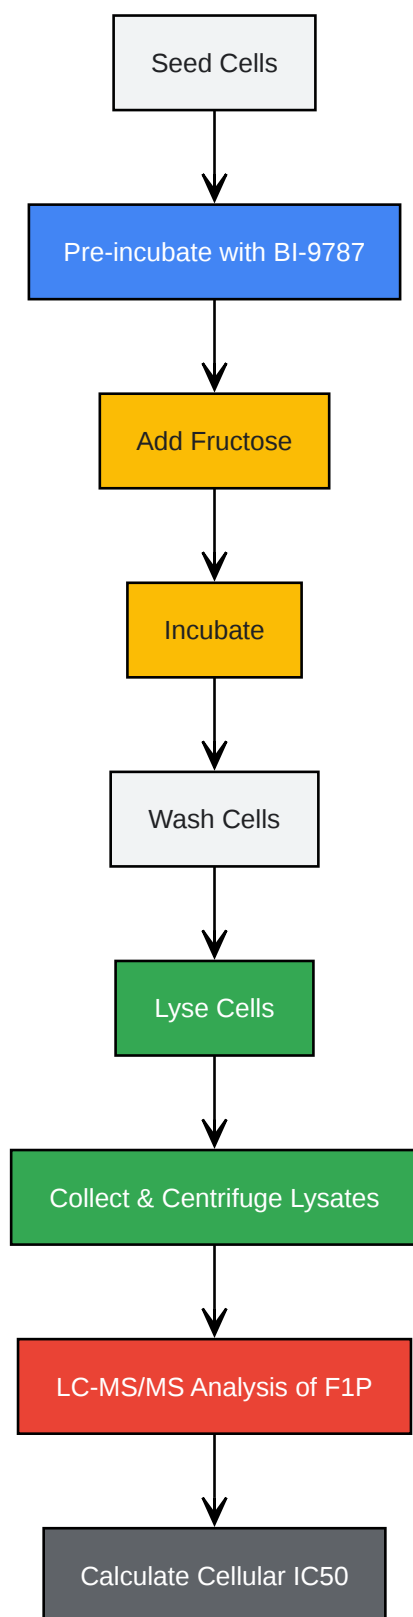 Seed Cells
Pre-incubate with BI-9787
Add Fructose
Incubate
Wash Cells
Lyse Cells
Collect & Centrifuge Lysates
LC-MS/MS Analysis of F1P
Calculate Cellular IC50